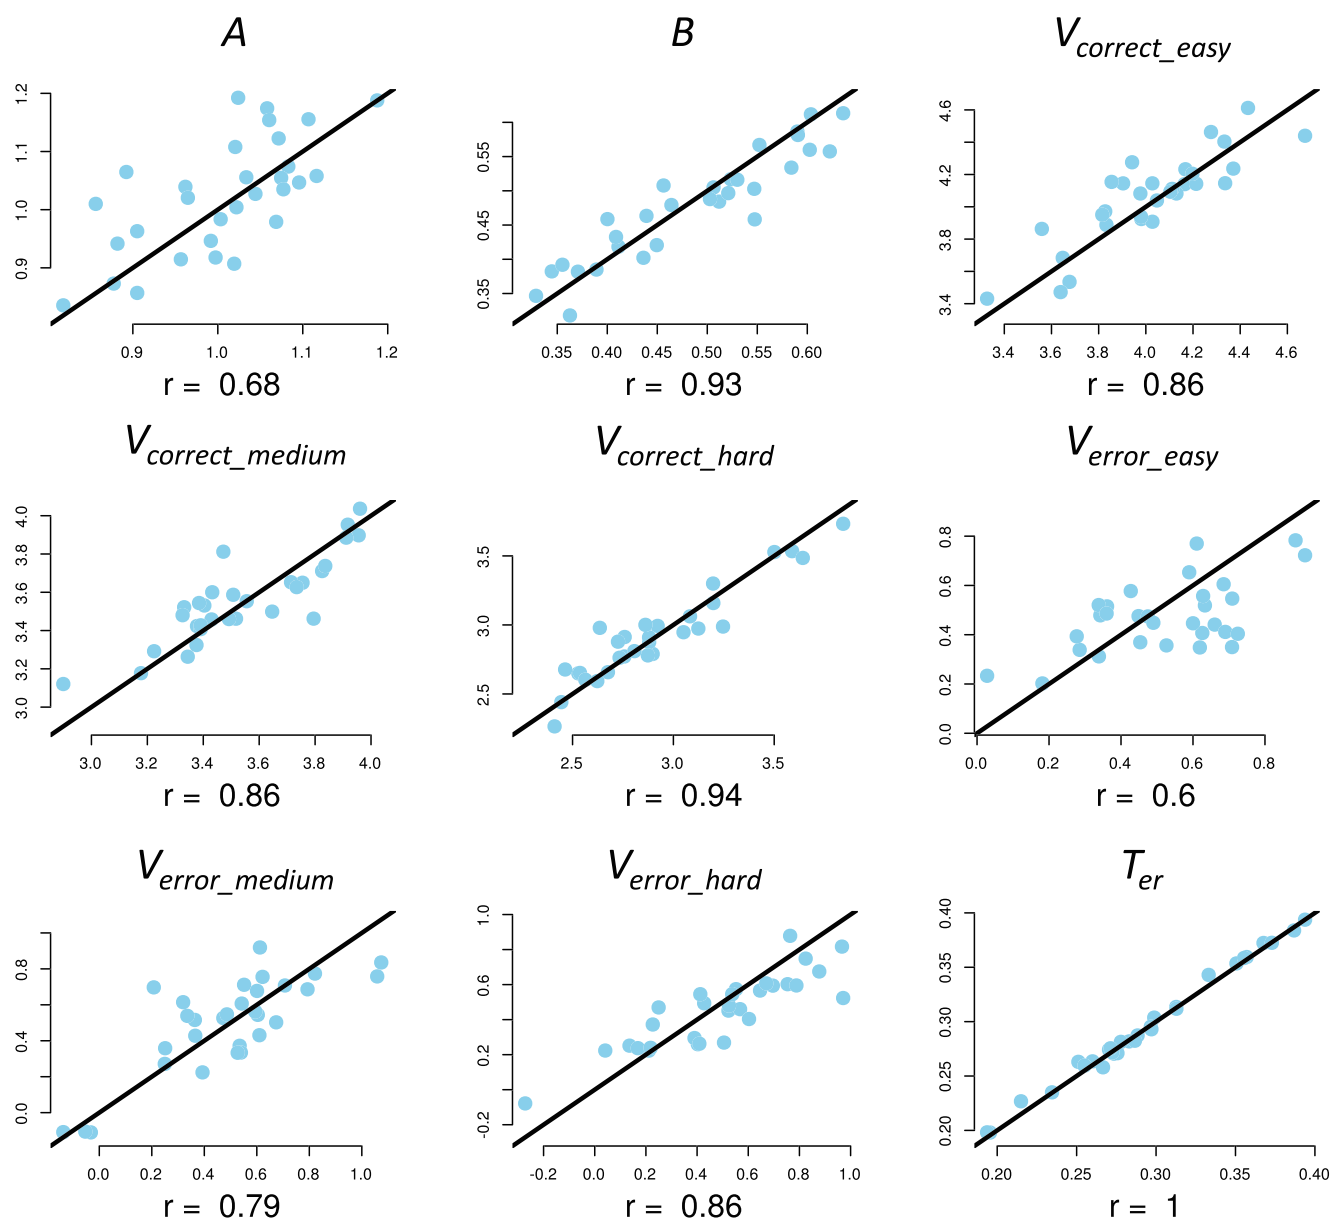 A
B
V correct_easy
1.2
1.1
1.0
0.9
0.9 1.0 1.1 1.2
r = 0.68
0.55
0.45
0.35
0.35 0.40 0.45 0.50 0.55 0.60
r = 0.93
4.6
4.2
3.8
3.4
3.4 3.6 3.8 4.0 4.2 4.4 4.6
r = 0.86
V correct_medium
V correct_hard
V error_easy
4.0
3.8
3.6
3.4
3.2
3.0
3.0 3.2 3.4 3.6 3.8 4.0
r = 0.86
3.5
3.0
2.5
2.5 3.0 3.5
r = 0.94
0.8
0.6
0.4
0.2
0.0
0.0 0.2 0.4 0.6 0.8
r = 0.6
V error_medium
V error_hard
T er
0.8
0.4
0.0
0.0 0.2 0.4 0.6 0.8 1.0
r = 0.79
1.0
0.6
0.2
-0.2
-0.2 0.0 0.2 0.4 0.6 0.8 1.0
r = 0.86
0.40
0.35
0.30
0.25
0.20
0.20 0.25 0.30 0.35 0.40
r = 1